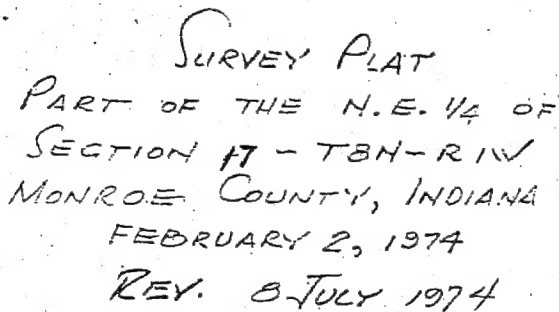 SURVEY PLAT
PART OF THE N.E. 1/4 OF
SECTION 17 - T8N - R1W
MONROE COUNTY, INDIANA
FEBRUARY 2, 1974
REV. 8 JULY 1974